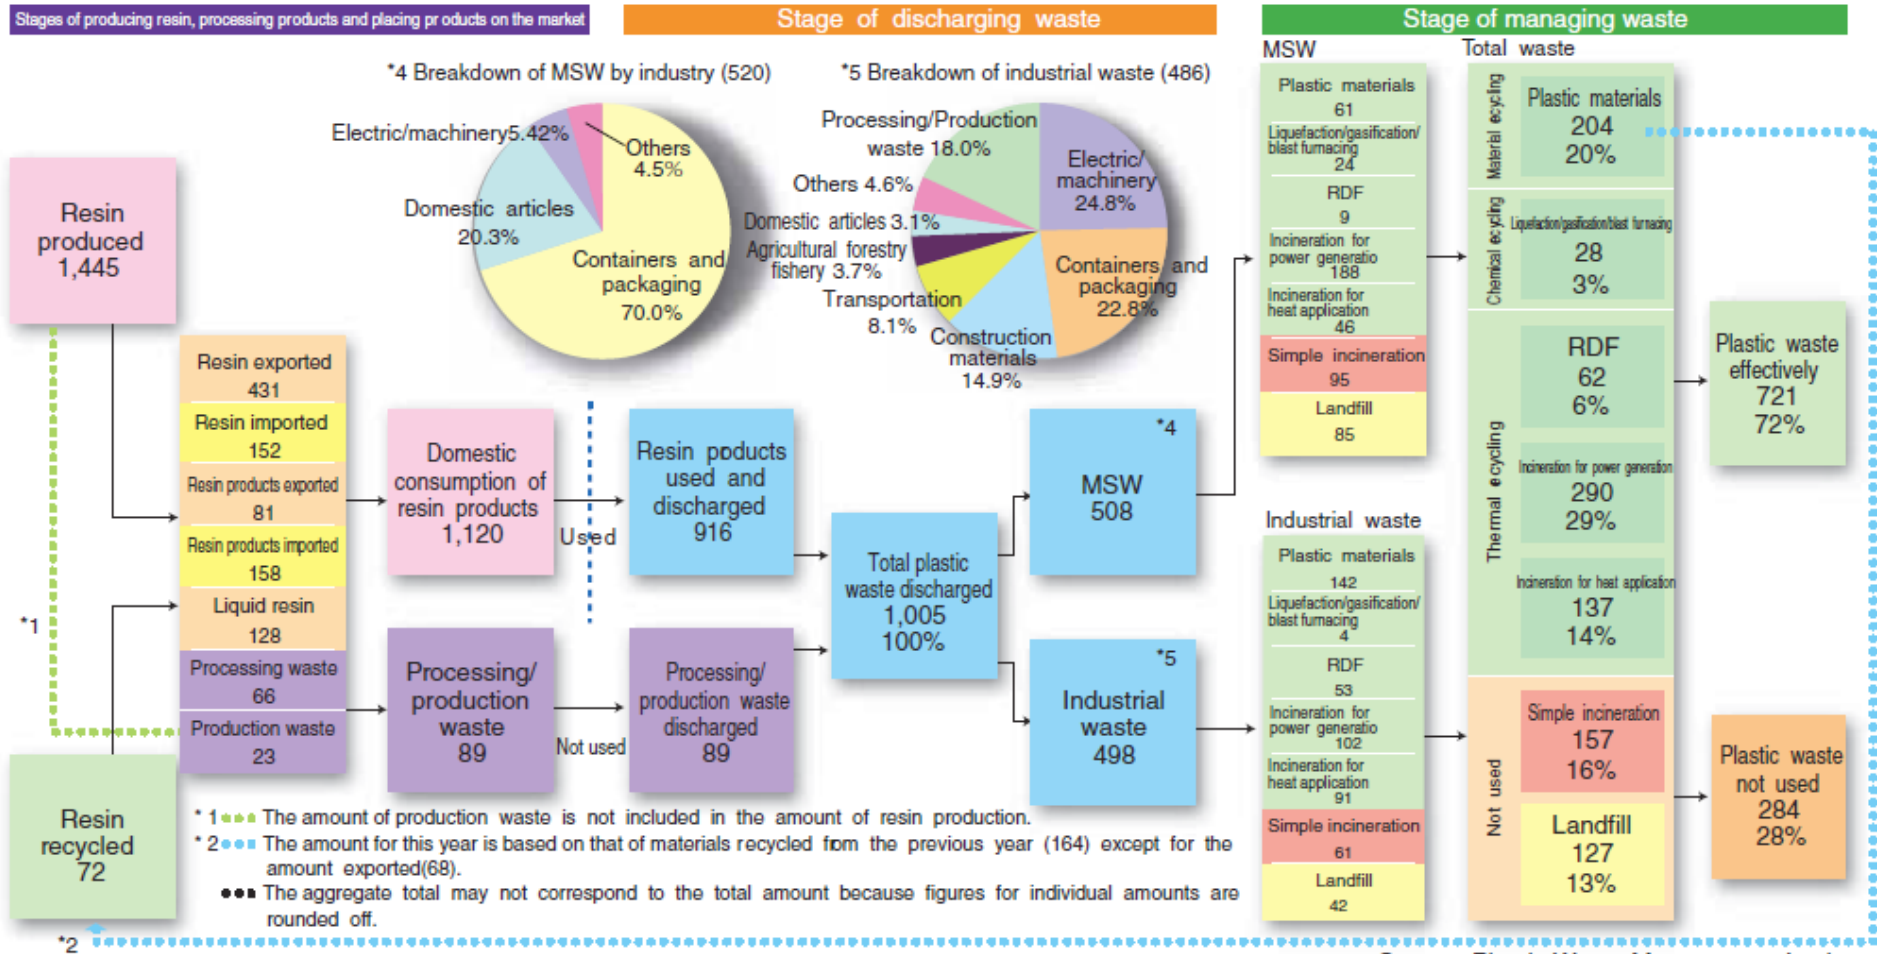 Stages of producing resin, processing products and placing pr oducts on the market
Stage of discharging waste
Stage of managing waste
*4 Breakdown of MSW by industry (520)
Electric/machinery5.42%
Others
4.5%
Domestic articles
20.3%
Containers and
packaging
70.0%
*5 Breakdown of industrial waste (486)
Processing/Production
waste 18.0%
Electric/
machinery
24.8%
Others 4.6%
Domestic articles 3.1%
Agricultural forestry
fishery 3.7%
Containers and
packaging
22.8%
Transportation
8.1%
Construction
materials
14.9%
Resin
produced
1,445
*1
Resin
recycled
72
*2
Resin exported
431
Resin imported
152
Resin products exported
81
Resin products imported
158
Liquid resin
128
Processing waste
66
Production waste
23
Domestic
consumption of
resin products
1,120
Used
Processing/
production
waste
89
Not used
Resin poducts
used and
discharged
916
Processing/
production waste
discharged
89
Total plastic
waste discharged
1,005
100%
*4
MSW
508
*5
Industrial
waste
498
MSW
Plastic materials
61
Liquefaction/gasification/
blast furnacing
24
RDF
9
Incineration for
power generatio
188
Incineration for
heat application
46
Simple incineration
95
Landfill
85
Industrial waste
Plastic materials
142
Liquefaction/gasification/
blast furnacing
4
RDF
53
Incineration for
power generatio
102
Incineration for
heat application
91
Simple incineration
61
Landfill
42
Total waste
Material ecycling
Plastic materials
204
20%
Chemical ecycling
Liquefaction/gasification/blast furnacing
28
3%
Thermal ecycling
RDF
62
6%
Incineration for power generation
290
29%
Incineration for heat application
137
14%
Not used
Simple incineration
157
16%
Landfill
127
13%
Plastic waste
effectively
721
72%
Plastic waste
not used
284
28%
* 1 The amount of production waste is not included in the amount of resin production.
* 2 The amount for this year is based on that of materials recycled from the previous year (164) except for the
amount exported(68).
The aggregate total may not correspond to the total amount because figures for individual amounts are
rounded off.